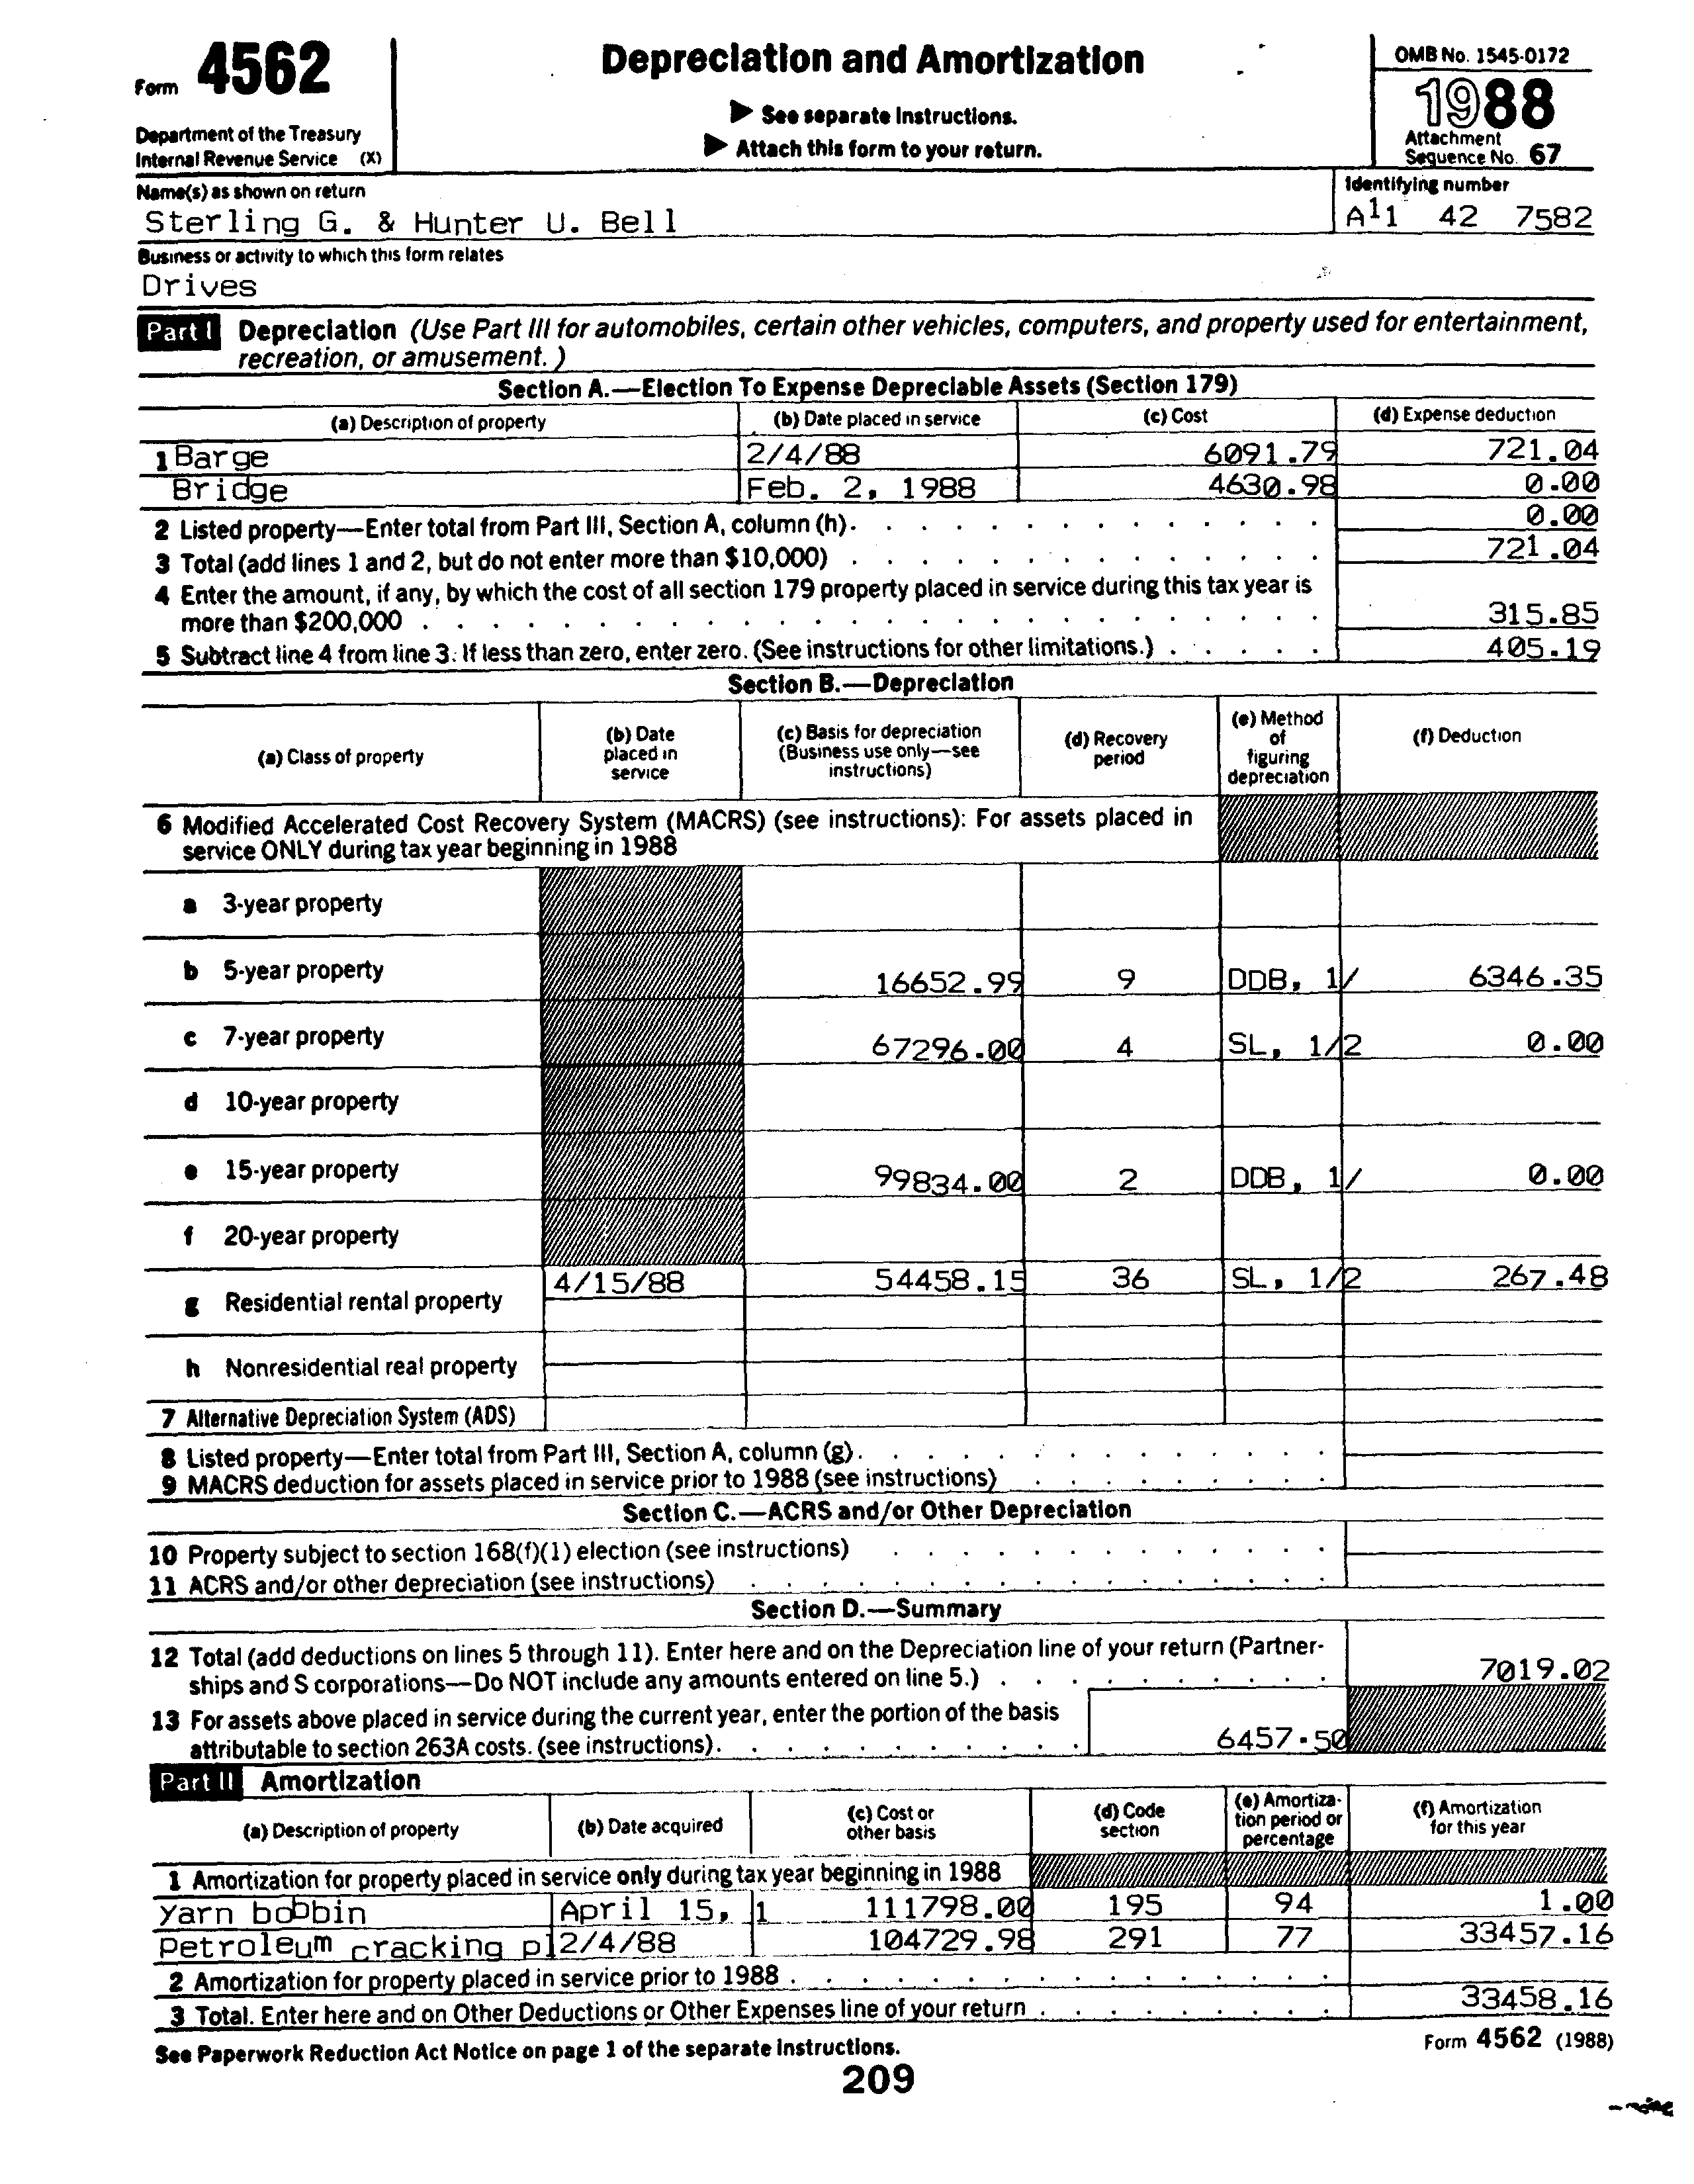 Form 4562
Department of the Treasury
Internal Revenue Service (X)
Depreciation and Amortization
▶ See separate Instructions.
▶ Attach this form to your return.
OMB No. 1545-0172
1988
Attachment
Sequence No. 67
Name(s) as shown on return
Sterling G. & Hunter U. Bell
Identifying number
A11 42 7582
Business or activity to which this form relates
Drives
Part I Depreciation (Use Part III for automobiles, certain other vehicles, computers, and property used for entertainment,
recreation, or amusement.)
Section A.—Election To Expense Depreciable Assets (Section 179)
(a) Description of property (b) Date placed in service (c) Cost (d) Expense deduction
1 Barge 2/4/88 6091.79 721.04
Bridge Feb. 2, 1988 4630.98 0.00
2 Listed property—Enter total from Part III, Section A, column (h). 0.00
3 Total (add lines 1 and 2, but do not enter more than $10,000) 721.04
4 Enter the amount, if any, by which the cost of all section 179 property placed in service during this tax year is
more than $200,000 315.85
5 Subtract line 4 from line 3. If less than zero, enter zero. (See instructions for other limitations.) 405.19
Section B.—Depreciation
(a) Class of property
(b) Date
placed in
service
(c) Basis for depreciation
(Business use only—see
instructions)
(d) Recovery
period
(e) Method
of
figuring
depreciation
(f) Deduction
6 Modified Accelerated Cost Recovery System (MACRS) (see instructions): For assets placed in
service ONLY during tax year beginning in 1988
a 3-year property
b 5-year property 16652.99 9 DDB, 1/ 6346.35
c 7-year property 67296.00 4 SL, 1/2 0.00
d 10-year property
e 15-year property 99834.00 2 DDB, 1/ 0.00
f 20-year property
g Residential rental property 4/15/88 54458.15 36 SL, 1/2 267.48
h Nonresidential real property
7 Alternative Depreciation System (ADS)
8 Listed property—Enter total from Part III, Section A, column (g).
9 MACRS deduction for assets placed in service prior to 1988 (see instructions)
Section C.—ACRS and/or Other Depreciation
10 Property subject to section 168(f)(1) election (see instructions)
11 ACRS and/or other depreciation (see instructions)
Section D.—Summary
12 Total (add deductions on lines 5 through 11). Enter here and on the Depreciation line of your return (Partner-
ships and S corporations—Do NOT include any amounts entered on line 5.) 7019.02
13 For assets above placed in service during the current year, enter the portion of the basis
attributable to section 263A costs. (see instructions). 6457.50
Part II Amortization
(a) Description of property
(b) Date acquired
(c) Cost or
other basis
(d) Code
section
(e) Amortiza-
tion period or
percentage
(f) Amortization
for this year
1 Amortization for property placed in service only during tax year beginning in 1988
yarn bobbin April 15, 1 111798.00 195 94 1.00
Petroleum cracking pl 2/4/88 104729.98 291 77 33457.16
2 Amortization for property placed in service prior to 1988
3 Total. Enter here and on Other Deductions or Other Expenses line of your return 33458.16
See Paperwork Reduction Act Notice on page 1 of the separate instructions.
Form 4562 (1988)
209